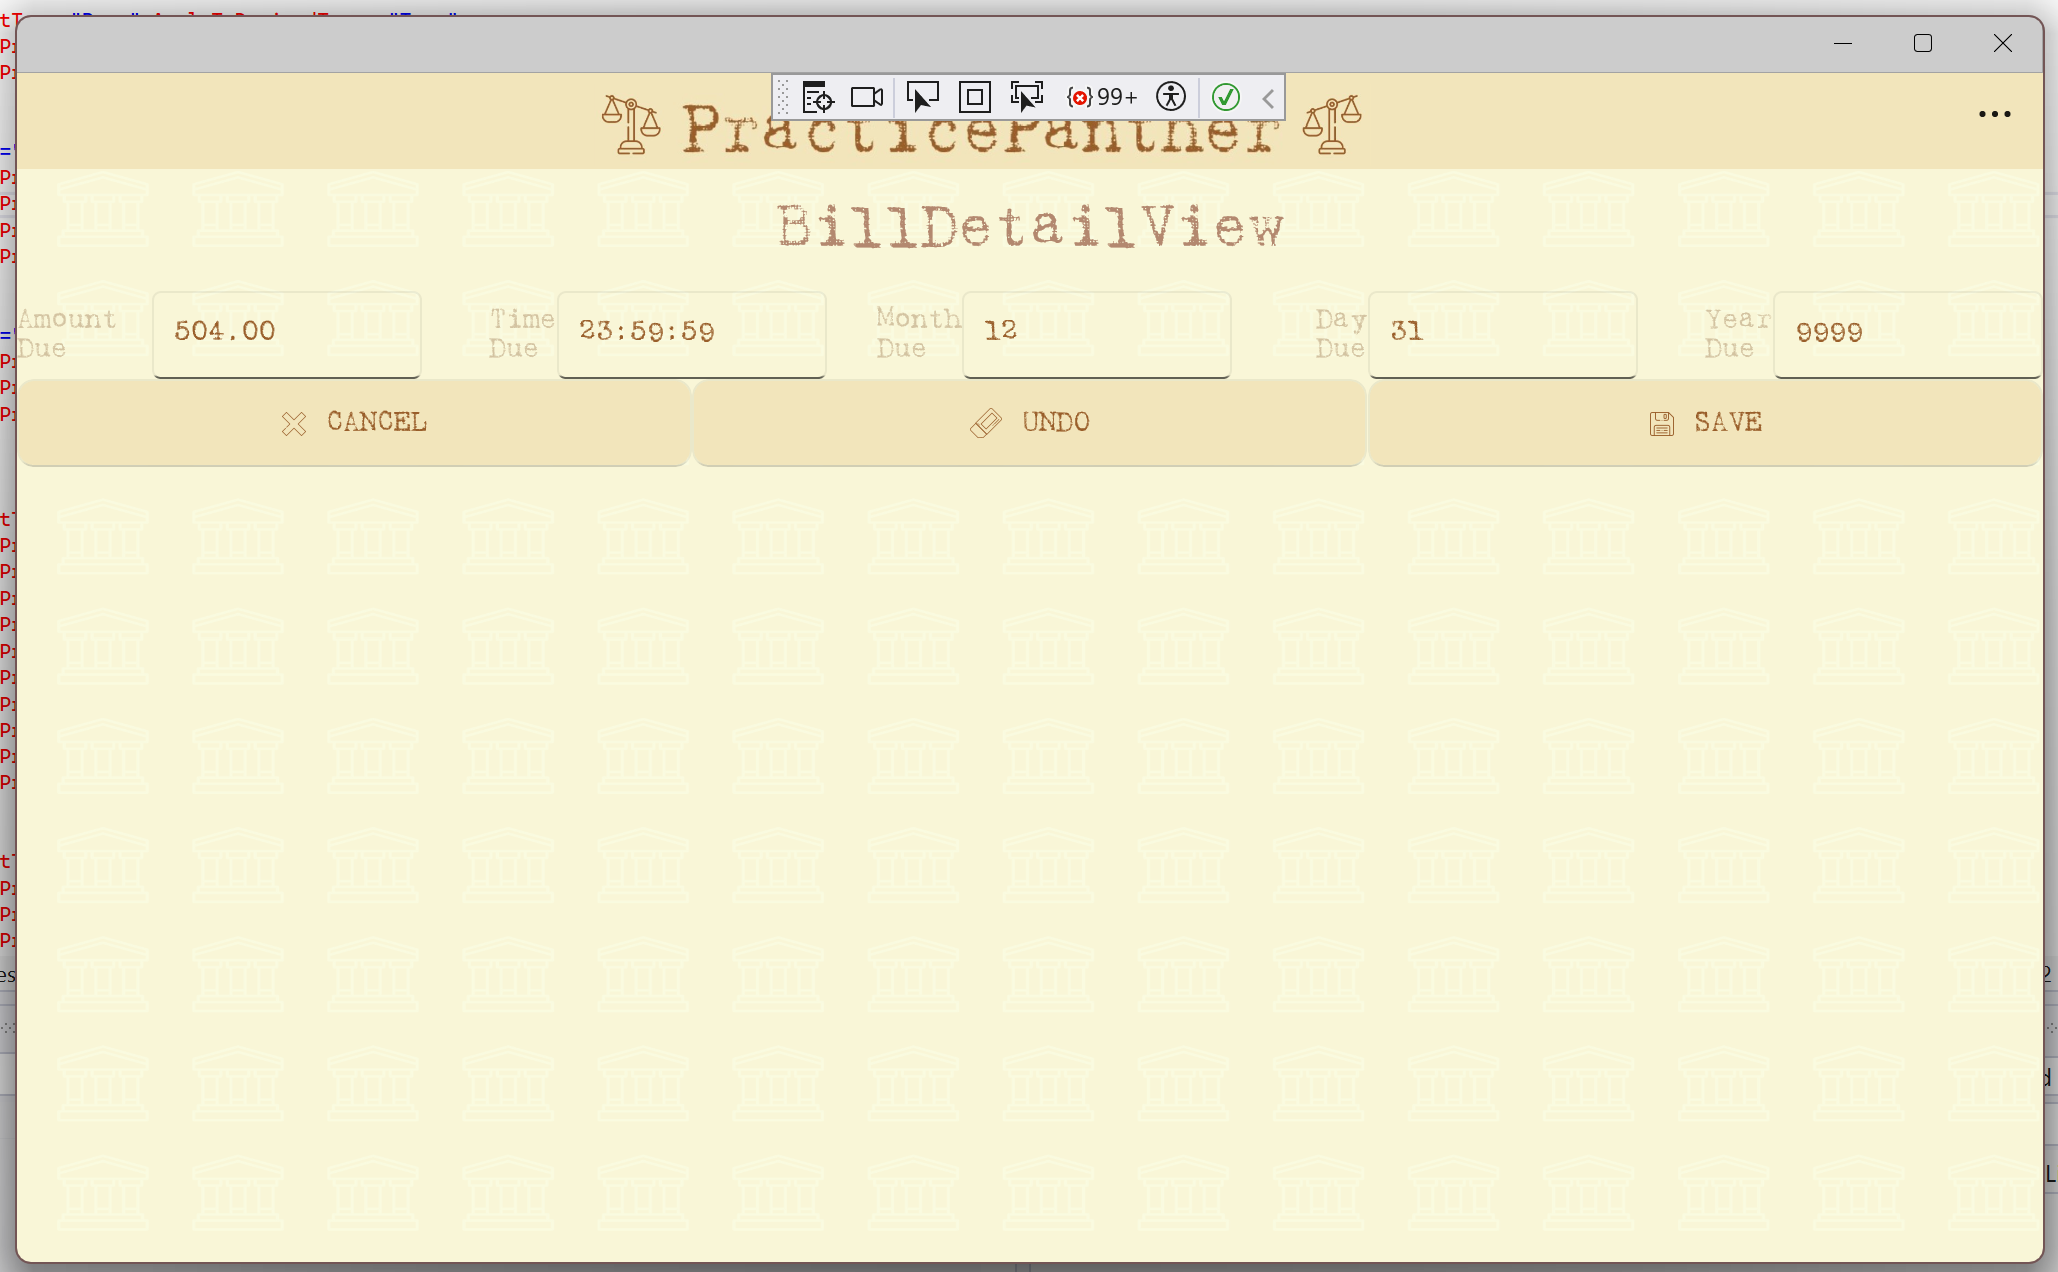 99+
PracticePanther
BillDetailView
Amount Due
504.00
Time Due
23:59:59
Month Due
12
Day Due
31
Year Due
9999
CANCEL
UNDO
SAVE